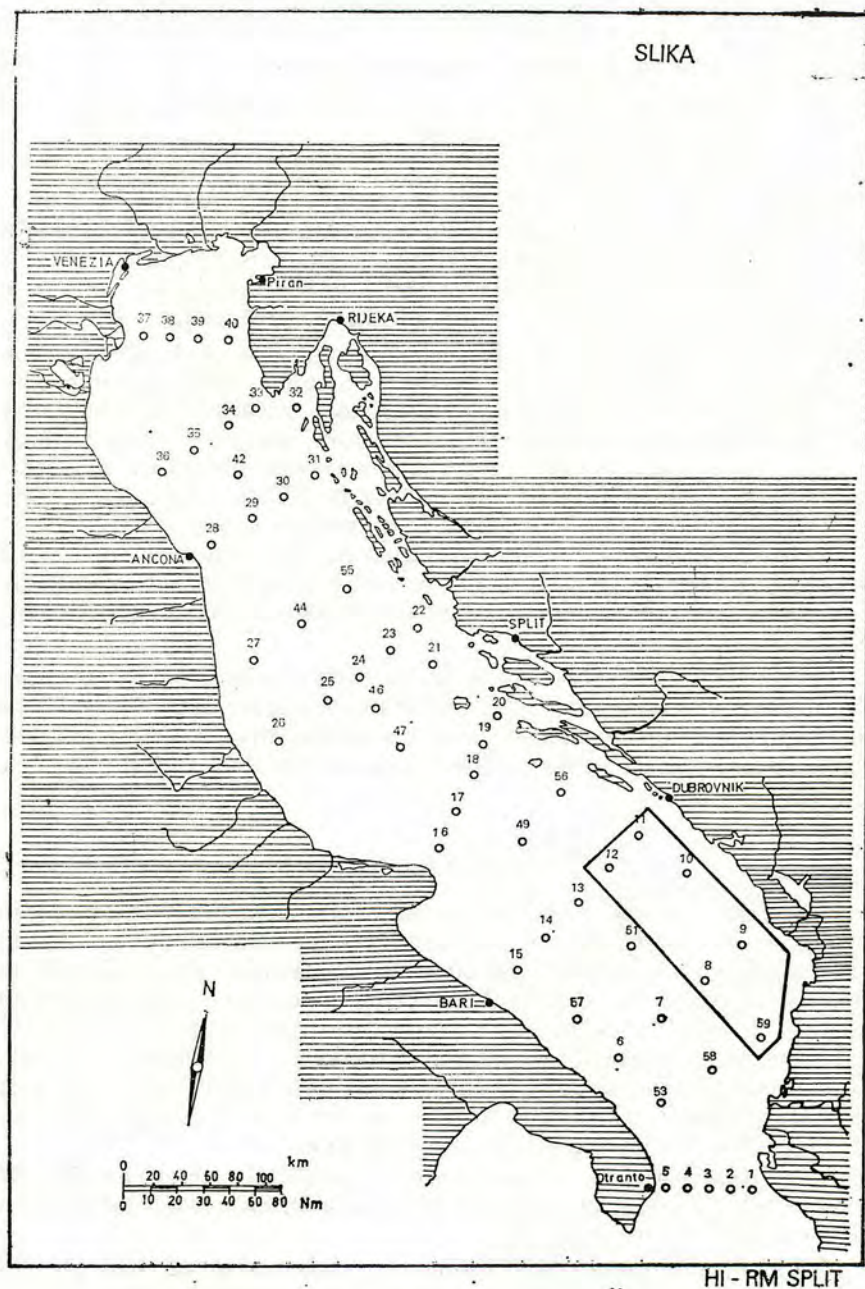 SLIKA
VENEZIA
Piran
RIJEKA
37 38 39 40
33 32
34
35
36 42 31
30
29
28
ANCONA
55
44 22
SPLIT
27 23 21
24
25 46
20
26 47 19
18 56
DUBROVNIK
17
16 49 11
12 10
13
14 51 9
15 8
N
BARI
57 7
59
6 58
53
0 20 40 60 80 100 km
0 10 20 30 40 50 60 Nm
Otranto 5 4 3 2 1
HI - RM SPLIT